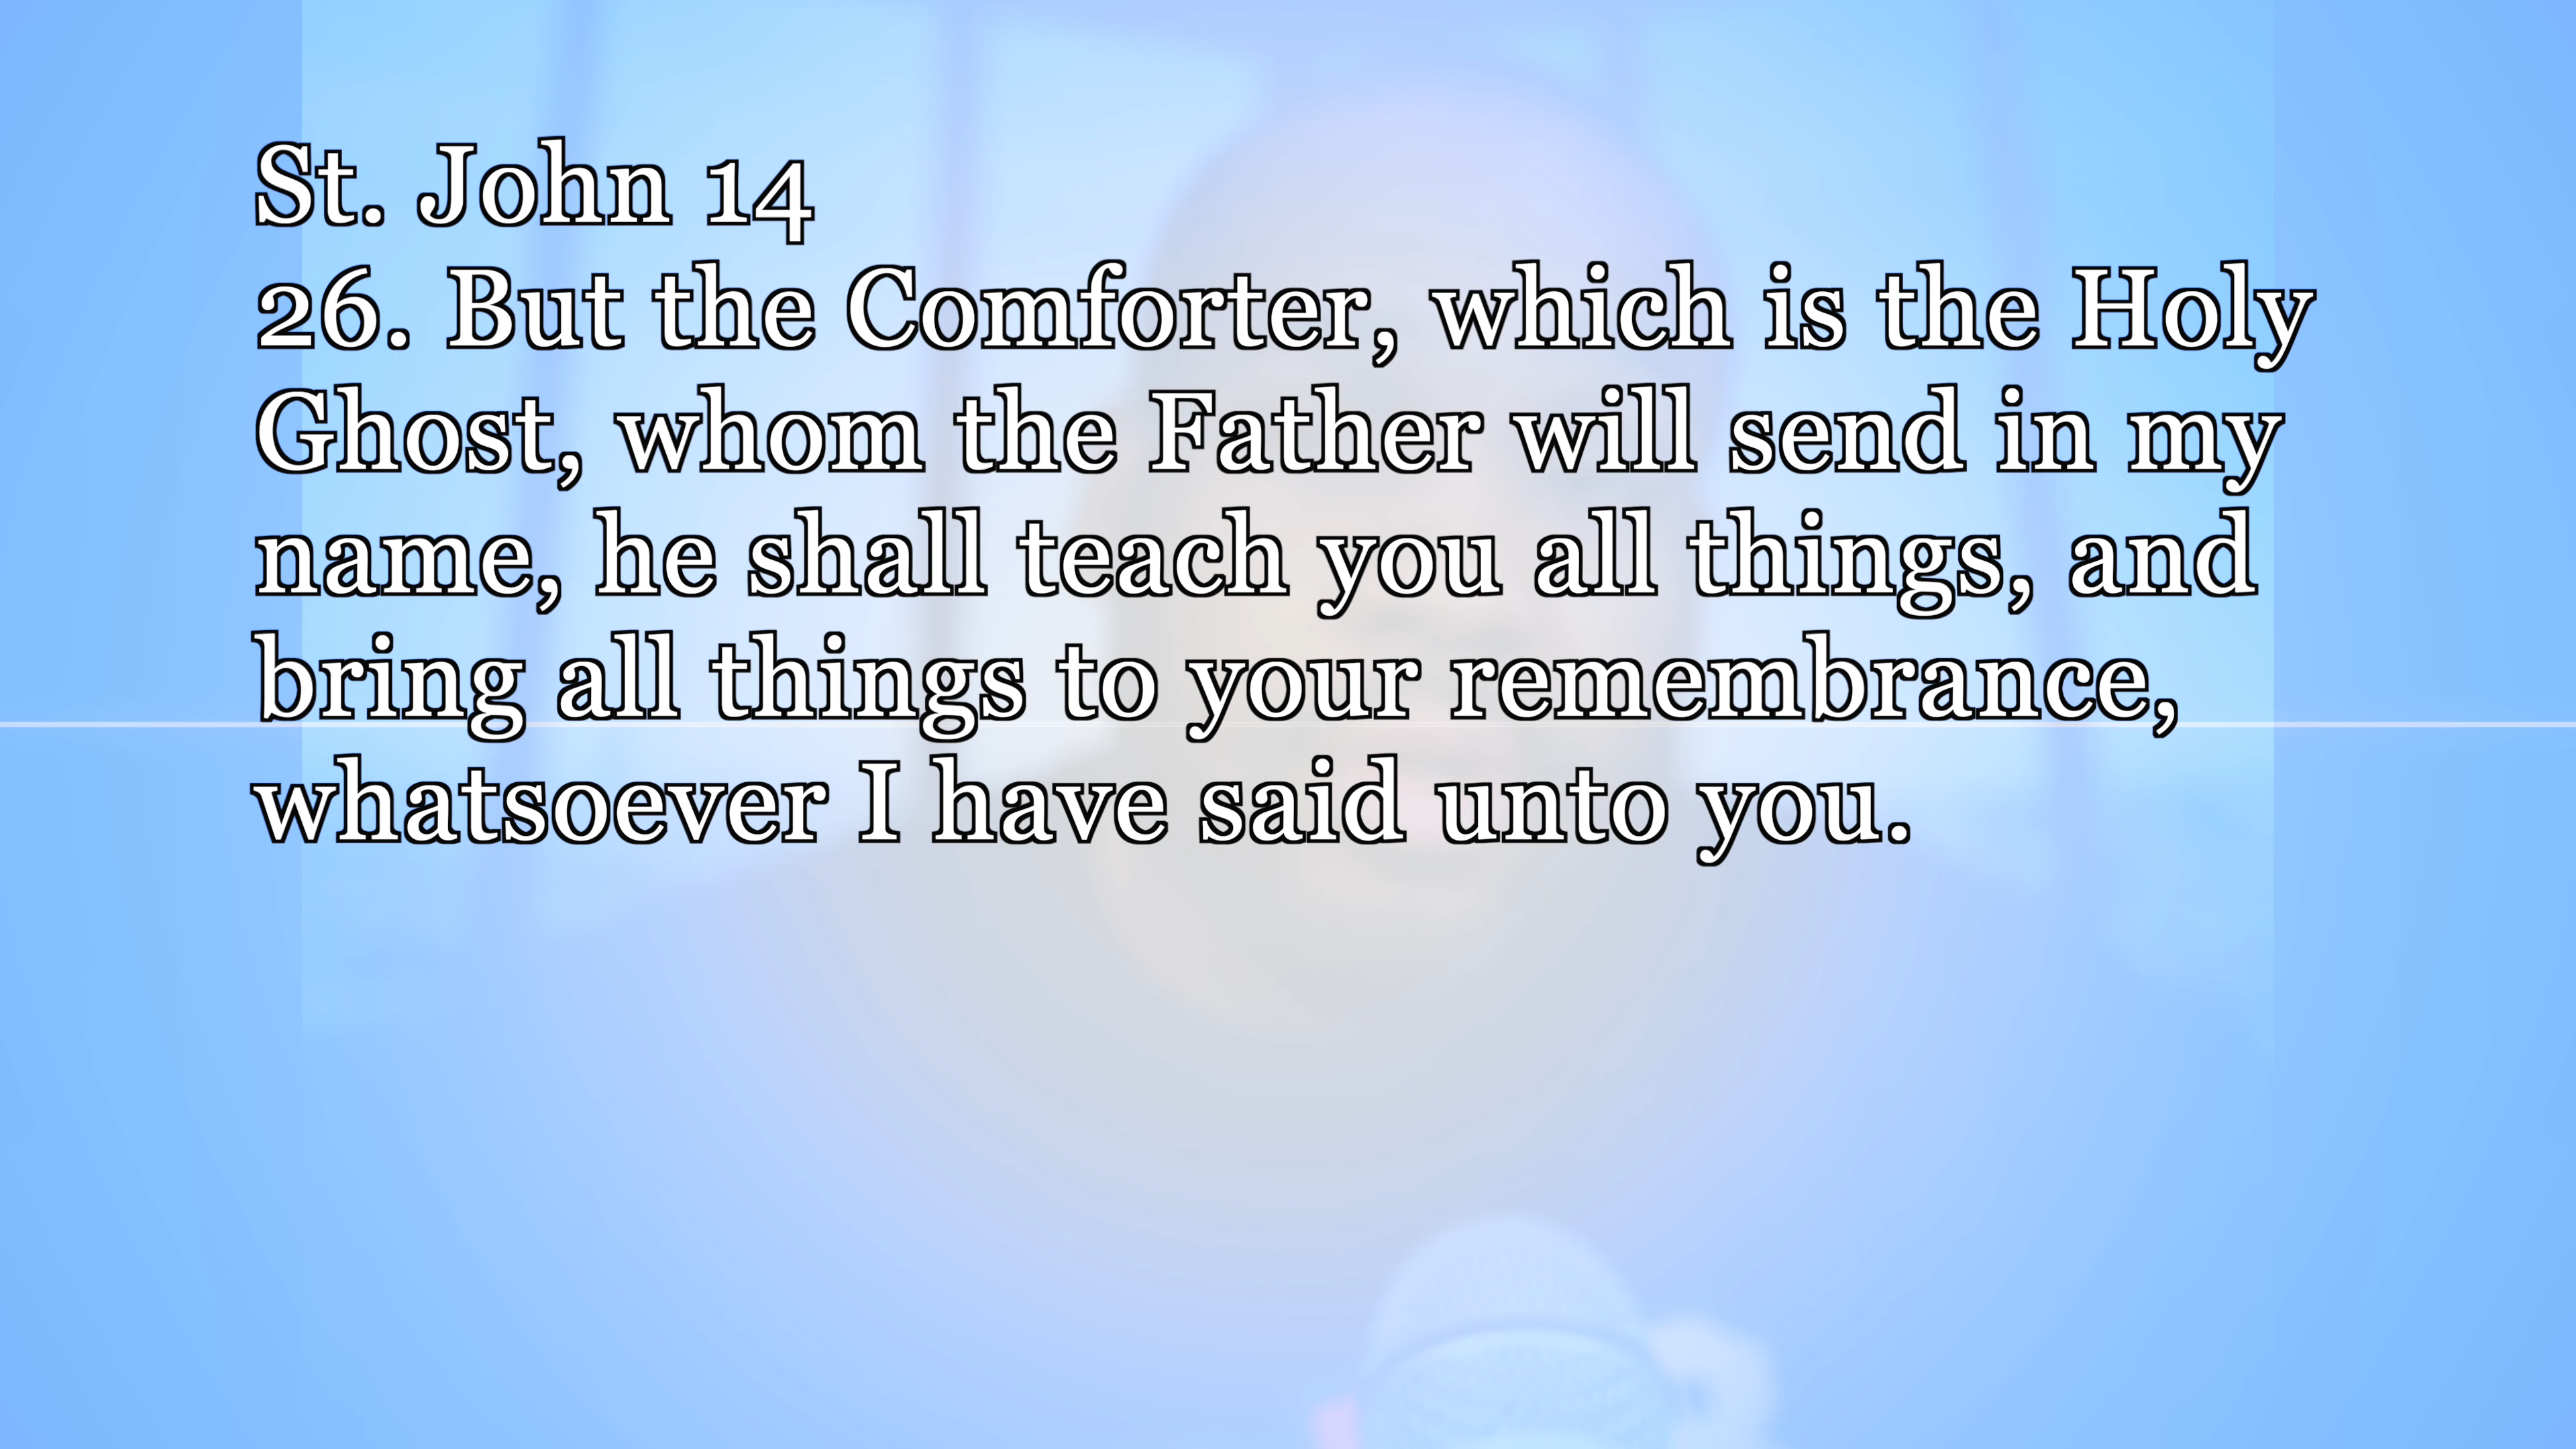 St. John 14
26. But the Comforter, which is the Holy
Ghost, whom the Father will send in my
name, he shall teach you all things, and
bring all things to your remembrance,
whatsoever I have said unto you.